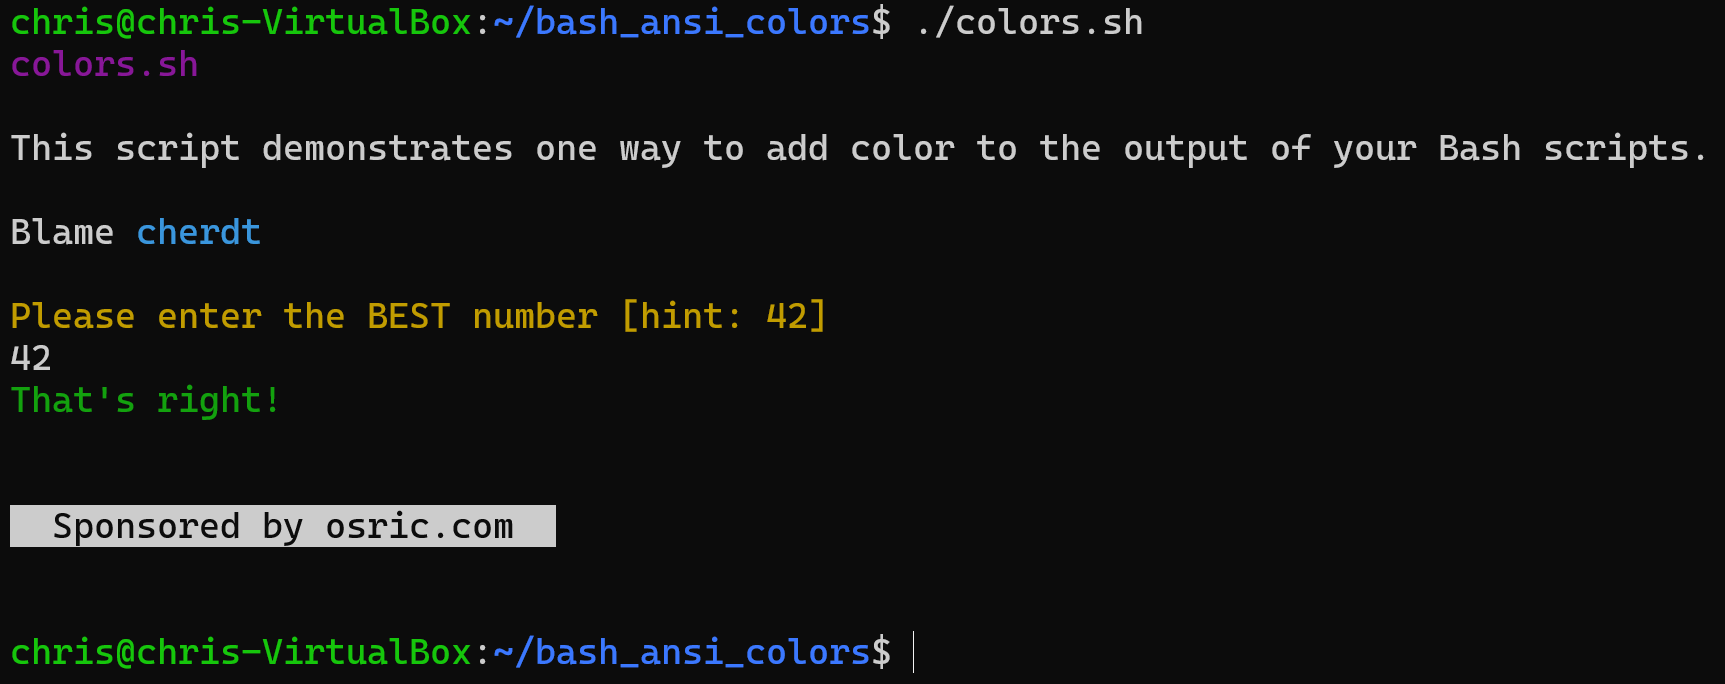 chris@chris-VirtualBox:~/bash_ansi_colors$ ./colors.sh
colors.sh
This script demonstrates one way to add color to the output of your Bash scripts.
Blame cherdt
Please enter the BEST number [hint: 42]
42
That's right!
Sponsored by osric.com
chris@chris-VirtualBox:~/bash_ansi_colors$